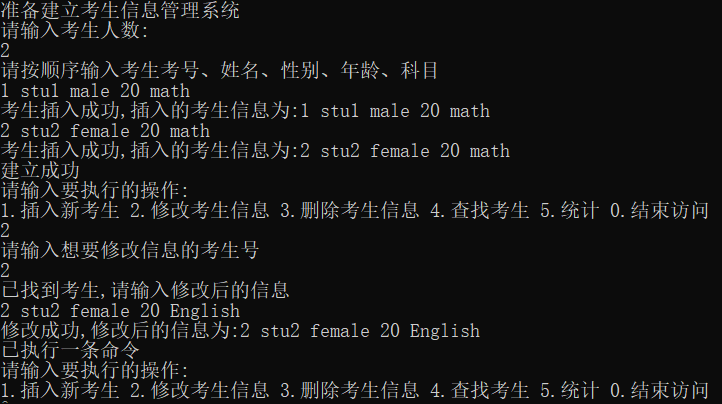 准备建立考生信息管理系统
请输入考生人数:
2
请按顺序输入考生考号、姓名、性别、年龄、科目
1 stu1 male 20 math
考生插入成功,插入的考生信息为:1 stu1 male 20 math
2 stu2 female 20 math
考生插入成功,插入的考生信息为:2 stu2 female 20 math
建立成功
请输入要执行的操作:
1.插入新考生 2.修改考生信息 3.删除考生信息 4.查找考生 5.统计 0.结束访问
2
请输入想要修改信息的考生号
2
已找到考生,请输入修改后的信息
2 stu2 female 20 English
修改成功,修改后的信息为:2 stu2 female 20 English
已执行一条命令
请输入要执行的操作:
1.插入新考生 2.修改考生信息 3.删除考生信息 4.查找考生 5.统计 0.结束访问